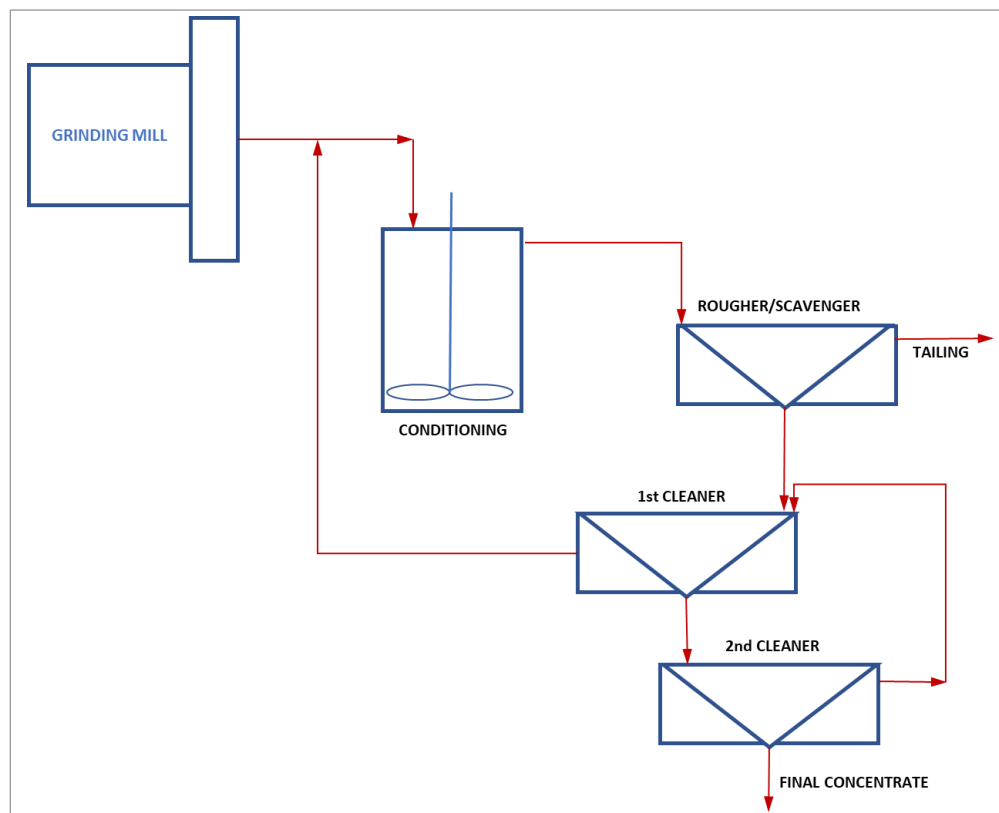 GRINDING MILL
ROUGHER/SCAVENGER
TAILING
CONDITIONING
1st CLEANER
2nd CLEANER
FINAL CONCENTRATE